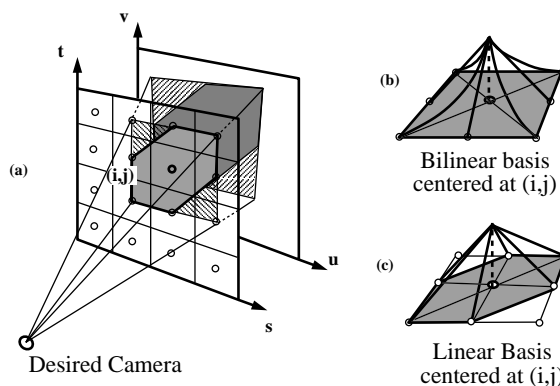 v
t
(a)
(i,j)
u
s
Desired Camera
(b)
Bilinear basis
centered at (i,j)
(c)
Linear Basis
centered at (i,j)